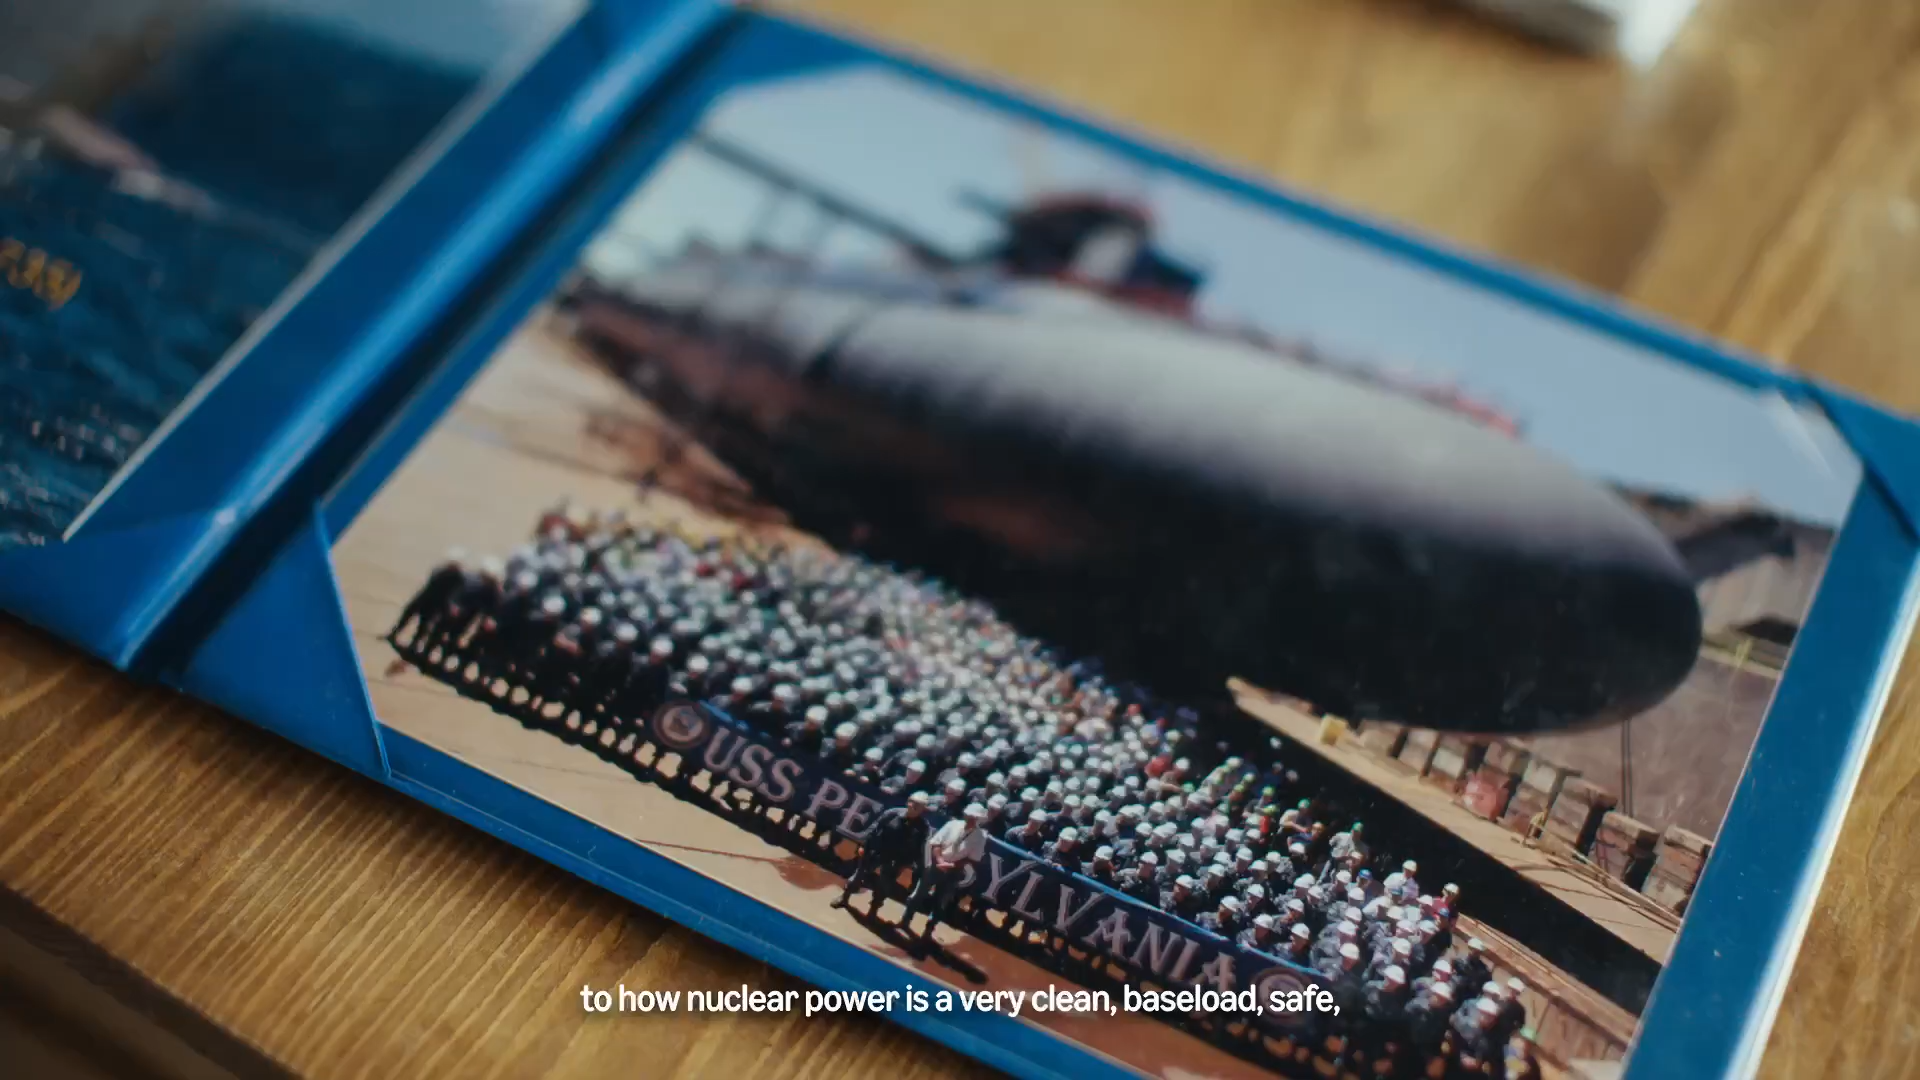 USS PE SYLVANIA
to how nuclear power is a very clean, baseload, safe,